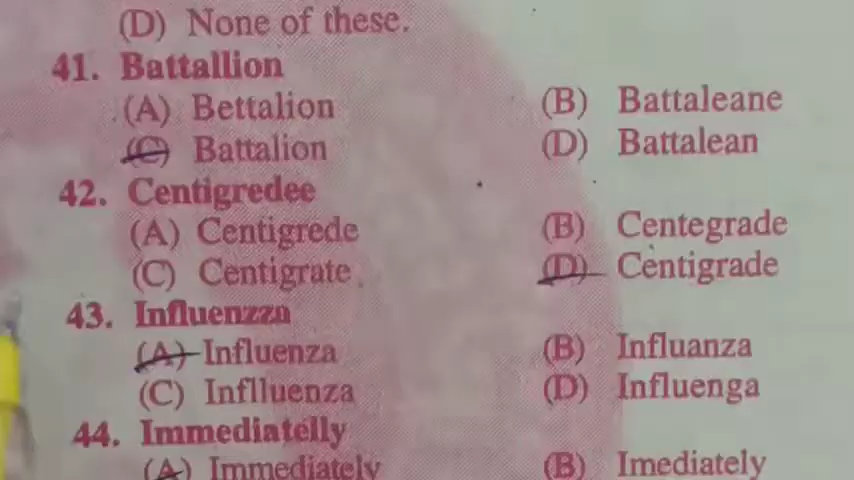 (D) None of these.
41. Battallion
(A) Bettalion (B) Battaleane
(C) Battalion (D) Battalean
42. Centigredee
(A) Centigrede (B) Centegrade
(C) Centigrate (D) Centigrade
43. Influenzza
(A) Influenza (B) Influanza
(C) Inflluenza (D) Influenga
44. Immediatelly
(A) Immediately (B) Imediately